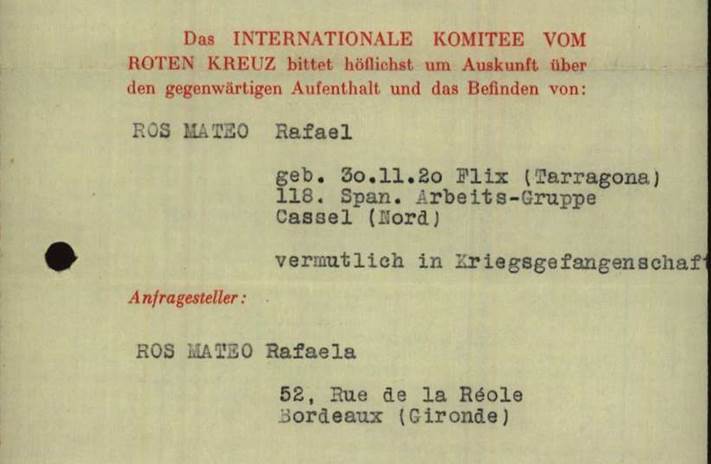 Das INTERNATIONALE KOMITEE VOM
ROTEN KREUZ bittet höflichst um Auskunft über
den gegenwärtigen Aufenthalt und das Befinden von:
ROS MATEO Rafael
geb. 30.11.20 Flix (Tarragona)
118. Span. Arbeits-Gruppe
Cassel (Nord)
vermutlich in Kriegsgefangenschaft
Anfragesteller:
ROS MATEO Rafaela
52, Rue de la Réole
Bordeaux (Gironde)